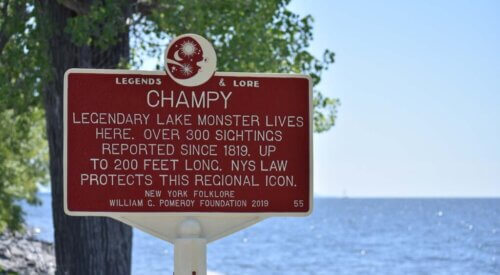 LEGENDS & LORE
CHAMPY
LEGENDARY LAKE MONSTER LIVES
HERE. OVER 300 SIGHTINGS
REPORTED SINCE 1819. UP
TO 200 FEET LONG. NYS LAW
PROTECTS THIS REGIONAL ICON.
NEW YORK FOLKLORE
WILLIAM G. POMEROY FOUNDATION 2019 55